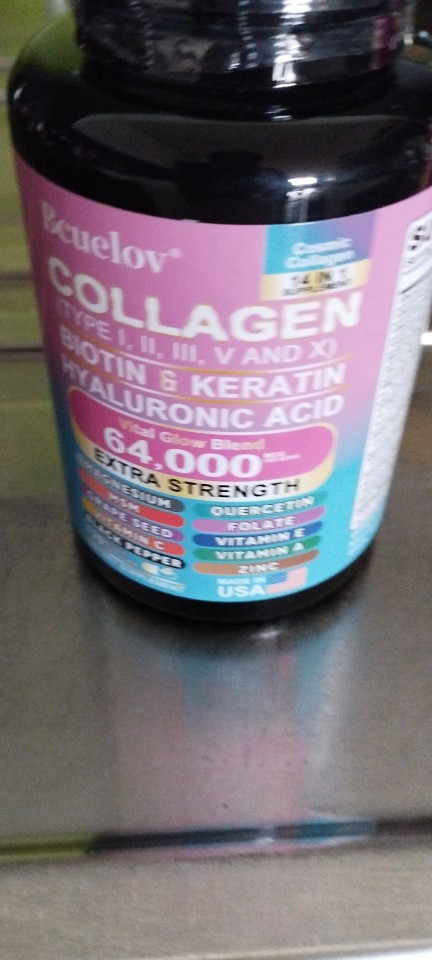 Bcuelov®
Cosmic
Collagen
14 IN 1
SUPPLEMENT
COLLAGEN
(TYPE I, II, III, V AND X)
BIOTIN & KERATIN
HYALURONIC ACID
Vital Glow Blend
64,000
EXTRA STRENGTH
MAGNESIUM
MSM
GRAPE SEED
VITAMIN C
BLACK PEPPER
QUERCETIN
FOLATE
VITAMIN E
VITAMIN A
ZINC
MADE IN
USA